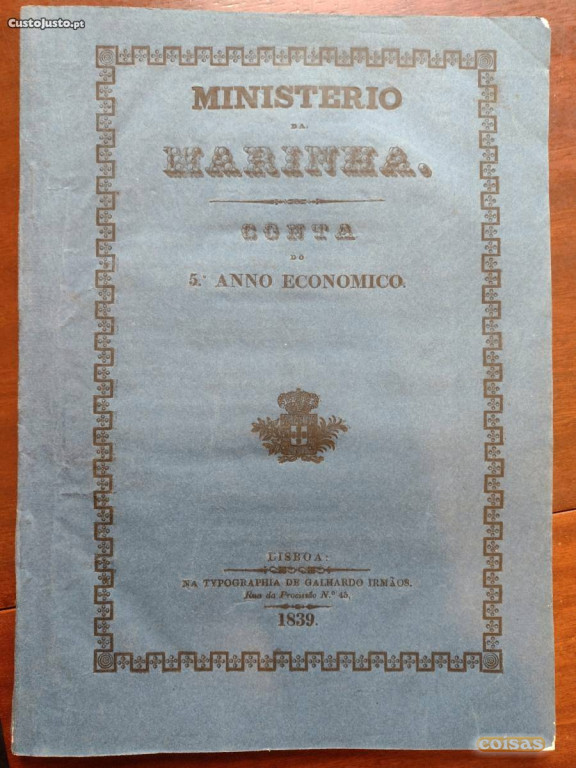 CustoJusto.pt
MINISTERIO
DA
MARINHA.
CONTA
DO
5.º ANNO ECONOMICO.
LISBOA:
NA TYPOGRAPHIA DE GALHARDO IRMÃOS.
Rua da Procissão N.º 45.
1839.
coisas